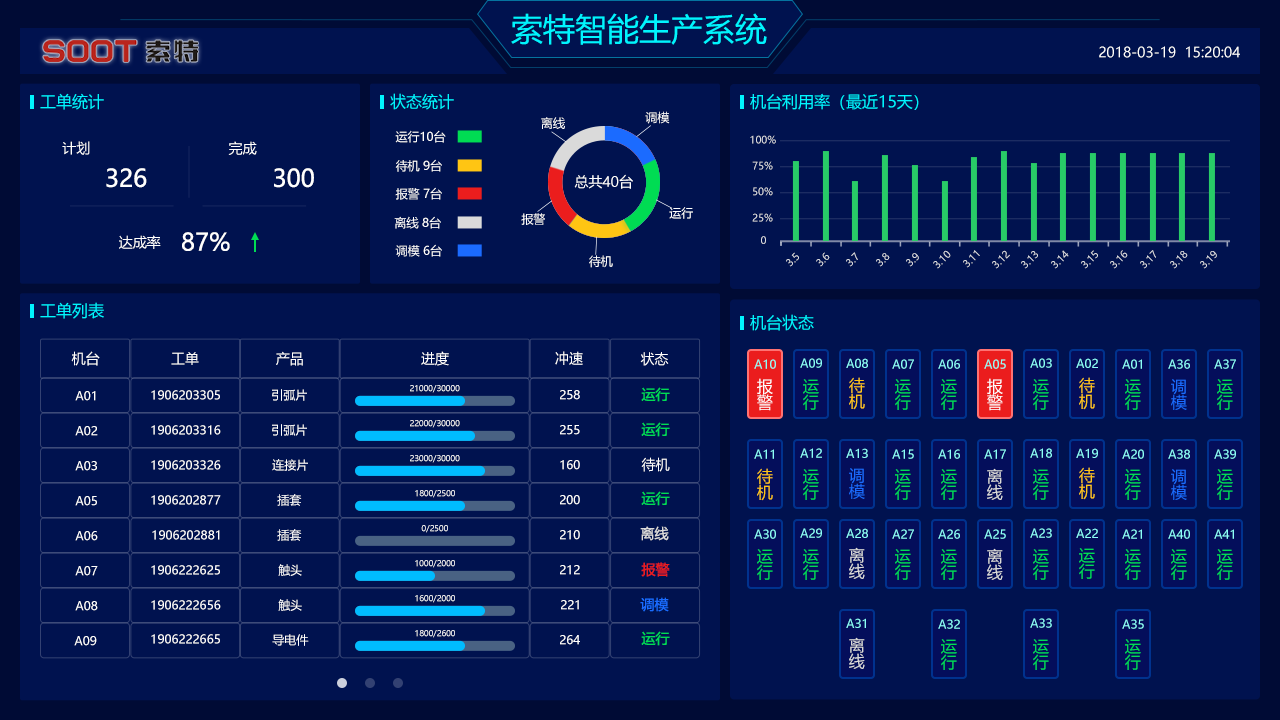 索特智能生产系统
SOOT 索特
2018-03-19 15:20:04
工单统计
计划
完成
326
300
达成率 87%
状态统计
运行10台
待机 9台
报警 7台
离线 8台
调模 6台
离线
调模
总共40台
报警
运行
待机
机台利用率（最近15天）
100%
75%
50%
25%
0
3.5 3.6 3.7 3.8 3.9 3.10 3.11 3.12 3.13 3.14 3.15 3.16 3.17 3.18 3.19
工单列表
机台 工单 产品 进度 冲速 状态
A01 1906203305 引弧片 21000/30000 258 运行
A02 1906203316 引弧片 22000/30000 255 运行
A03 1906203326 连接片 23000/30000 160 待机
A05 1906202877 插套 1800/2500 200 运行
A06 1906202881 插套 0/2500 210 离线
A07 1906222625 触头 1000/2000 212 报警
A08 1906222656 触头 1600/2000 221 调模
A09 1906222665 导电件 1800/2600 264 运行
机台状态
A10 A09 A08 A07 A06 A05 A03 A02 A01 A36 A37
报警 运行 待机 运行 运行 报警 运行 待机 运行 调模 运行
A11 A12 A13 A15 A16 A17 A18 A19 A20 A38 A39
待机 运行 调模 运行 运行 离线 运行 待机 运行 调模 运行
A30 A29 A28 A27 A26 A25 A23 A22 A21 A40 A41
运行 运行 离线 运行 运行 离线 运行 运行 运行 运行 运行
A31 A32 A33 A35
离线 运行 运行 运行